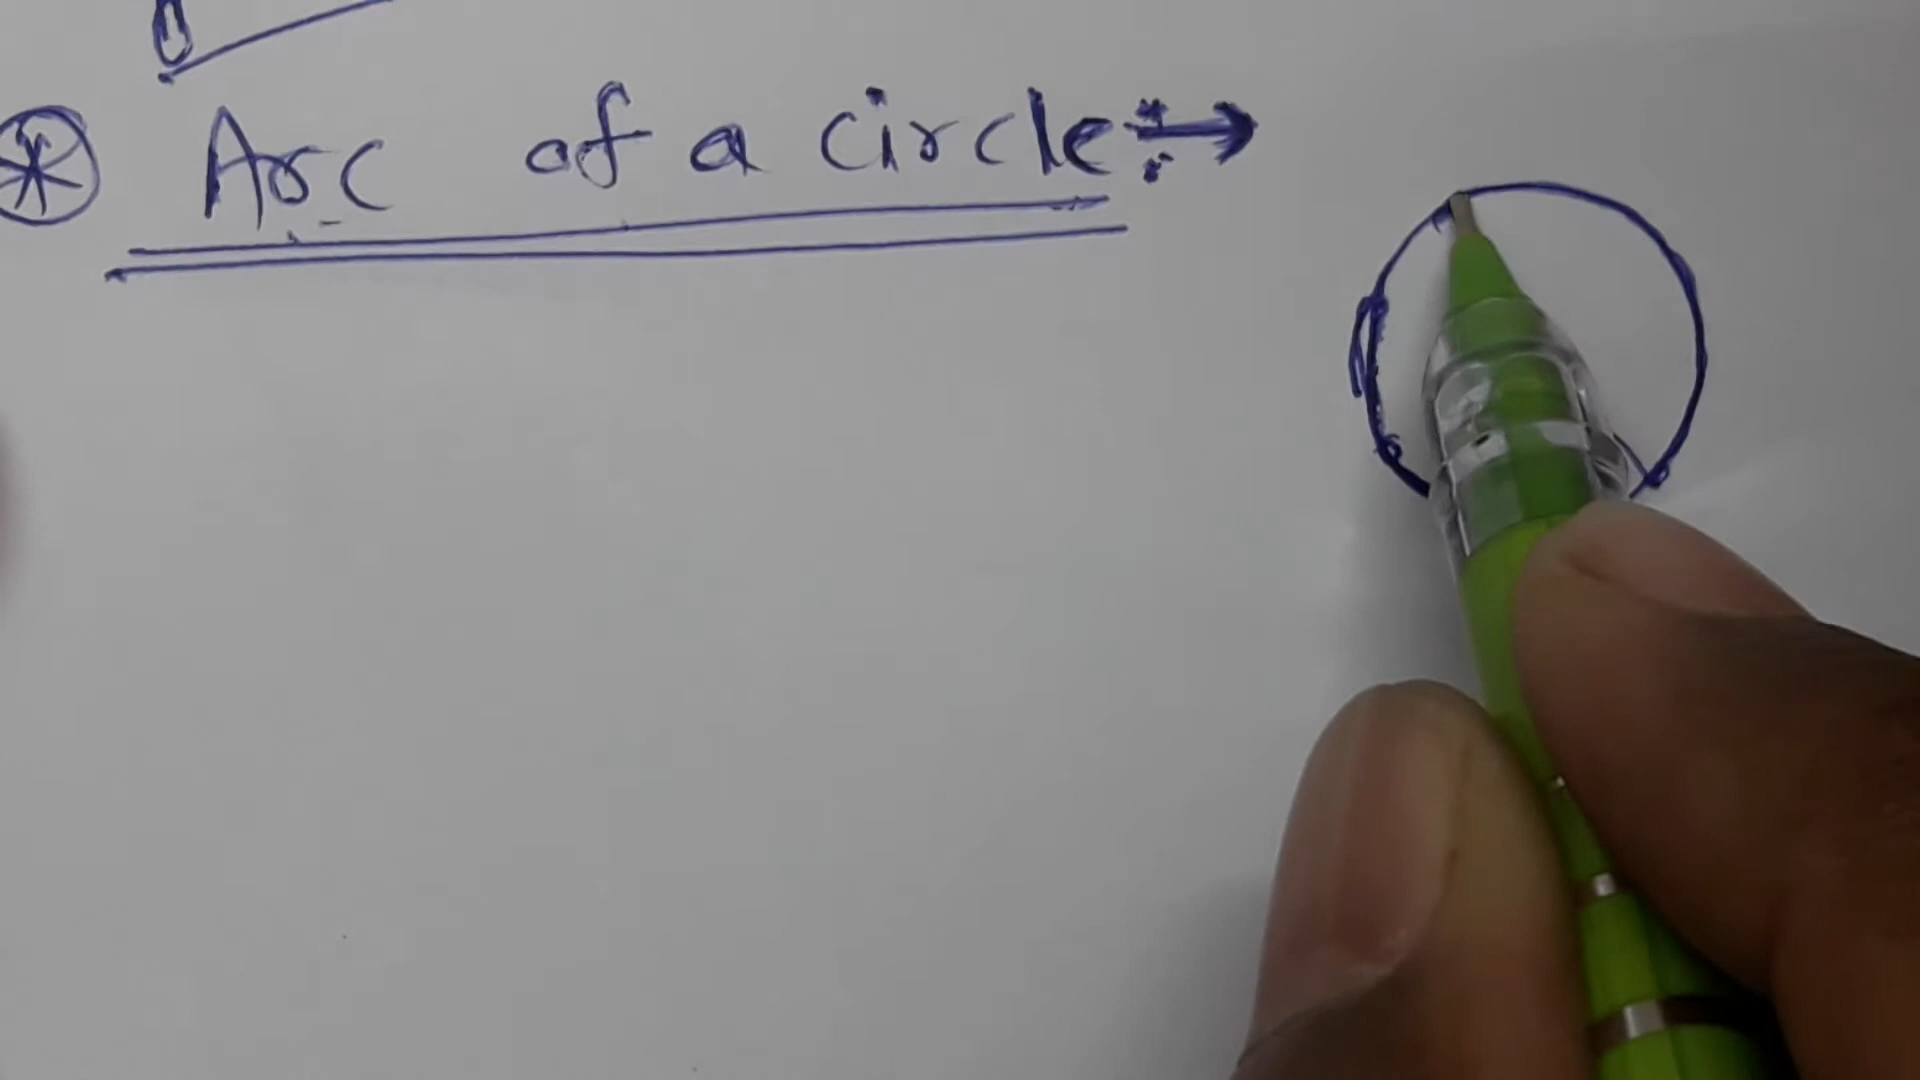 Arc of a circle :→